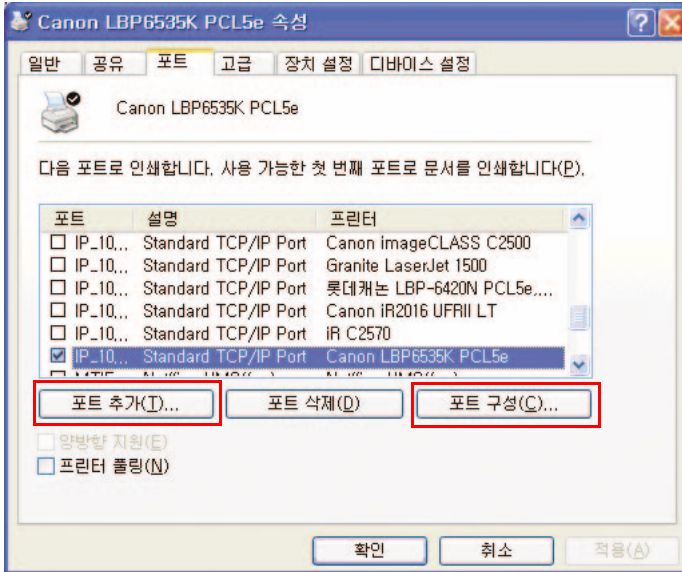 Canon LBP6535K PCL5e 속성
일반 공유 포트 고급 장치 설정 디바이스 설정
Canon LBP6535K PCL5e
다음 포트로 인쇄합니다. 사용 가능한 첫 번째 포트로 문서를 인쇄합니다(P).
포트 설명 프린터
IP_10,... Standard TCP/IP Port Canon imageCLASS C2500
IP_10,... Standard TCP/IP Port Granite LaserJet 1500
IP_10,... Standard TCP/IP Port 롯데캐논 LBP-6420N PCL5e,...
IP_10,... Standard TCP/IP Port Canon iR2016 UFRII LT
IP_10,... Standard TCP/IP Port iR C2570
IP_10,... Standard TCP/IP Port Canon LBP6535K PCL5e
포트 추가(T)... 포트 삭제(D) 포트 구성(C)...
양방향 지원(E)
프린터 풀링(N)
확인 취소 적용(A)